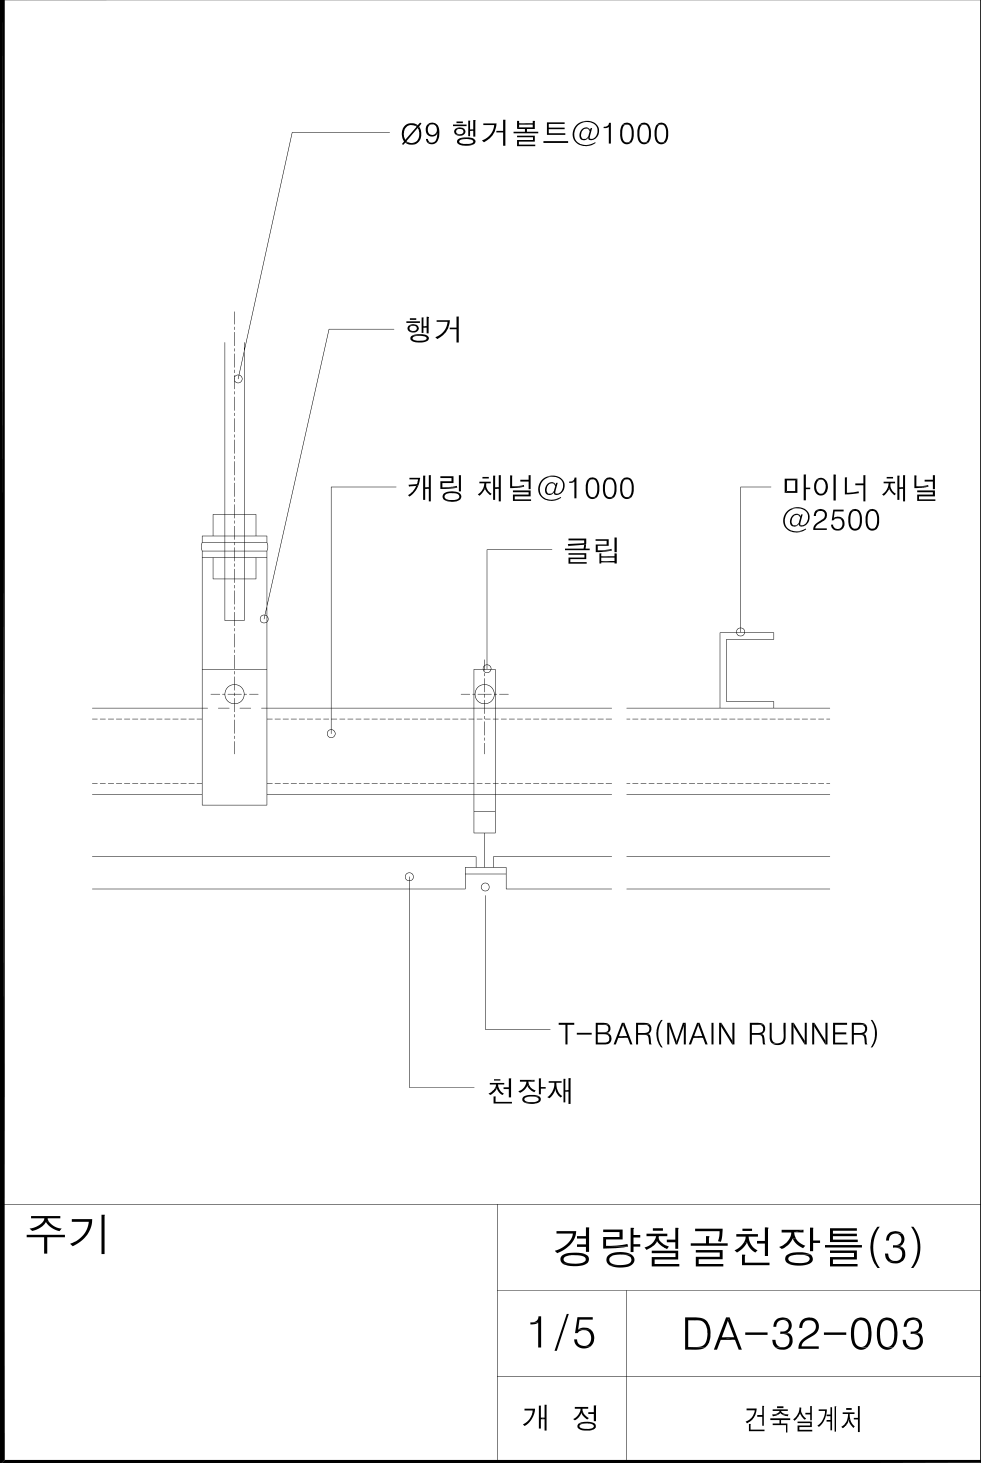 Ø9 행거볼트@1000
행거
캐링 채널@1000
마이너 채널
@2500
클립
T-BAR(MAIN RUNNER)
천장재
주기
경량철골천장틀(3)
1/5
DA-32-003
개 정
건축설계처